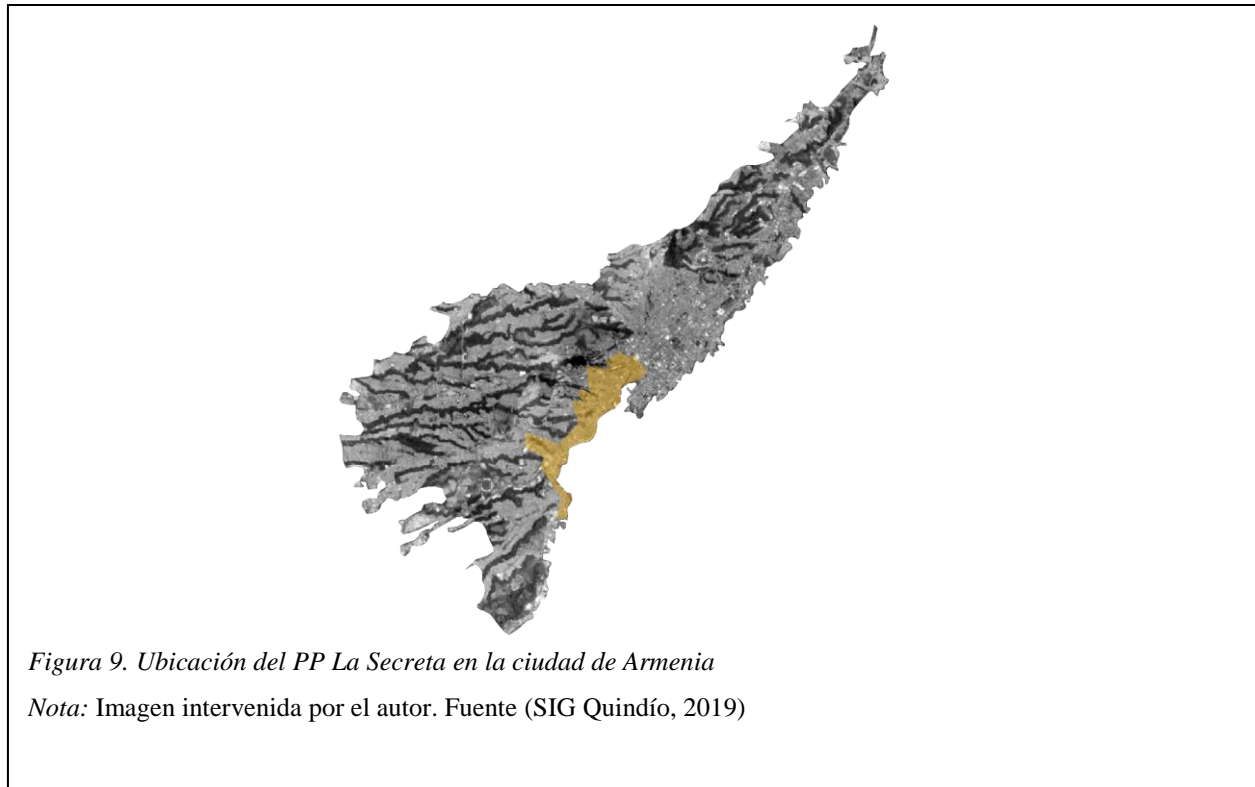 Figura 9. Ubicación del PP La Secreta en la ciudad de Armenia
Nota: Imagen intervenida por el autor. Fuente (SIG Quindío, 2019)